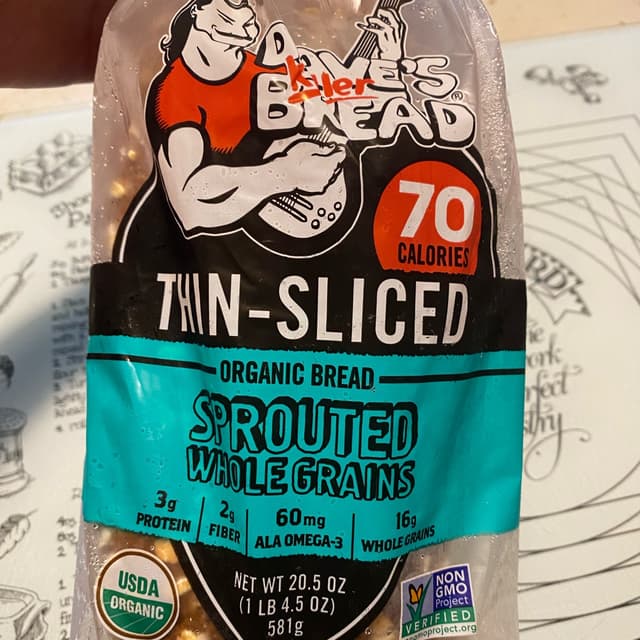 DAVE'S
Killer
BREAD®
70
CALORIES
THIN-SLICED
ORGANIC BREAD
SPROUTED
WHOLE GRAINS
3g
PROTEIN
2g
FIBER
60mg
ALA OMEGA-3
16g
WHOLE GRAINS
USDA
ORGANIC
NET WT 20.5 OZ
(1 LB 4.5 OZ)
581g
NON
GMO
Project
VERIFIED
nongmoproject.org